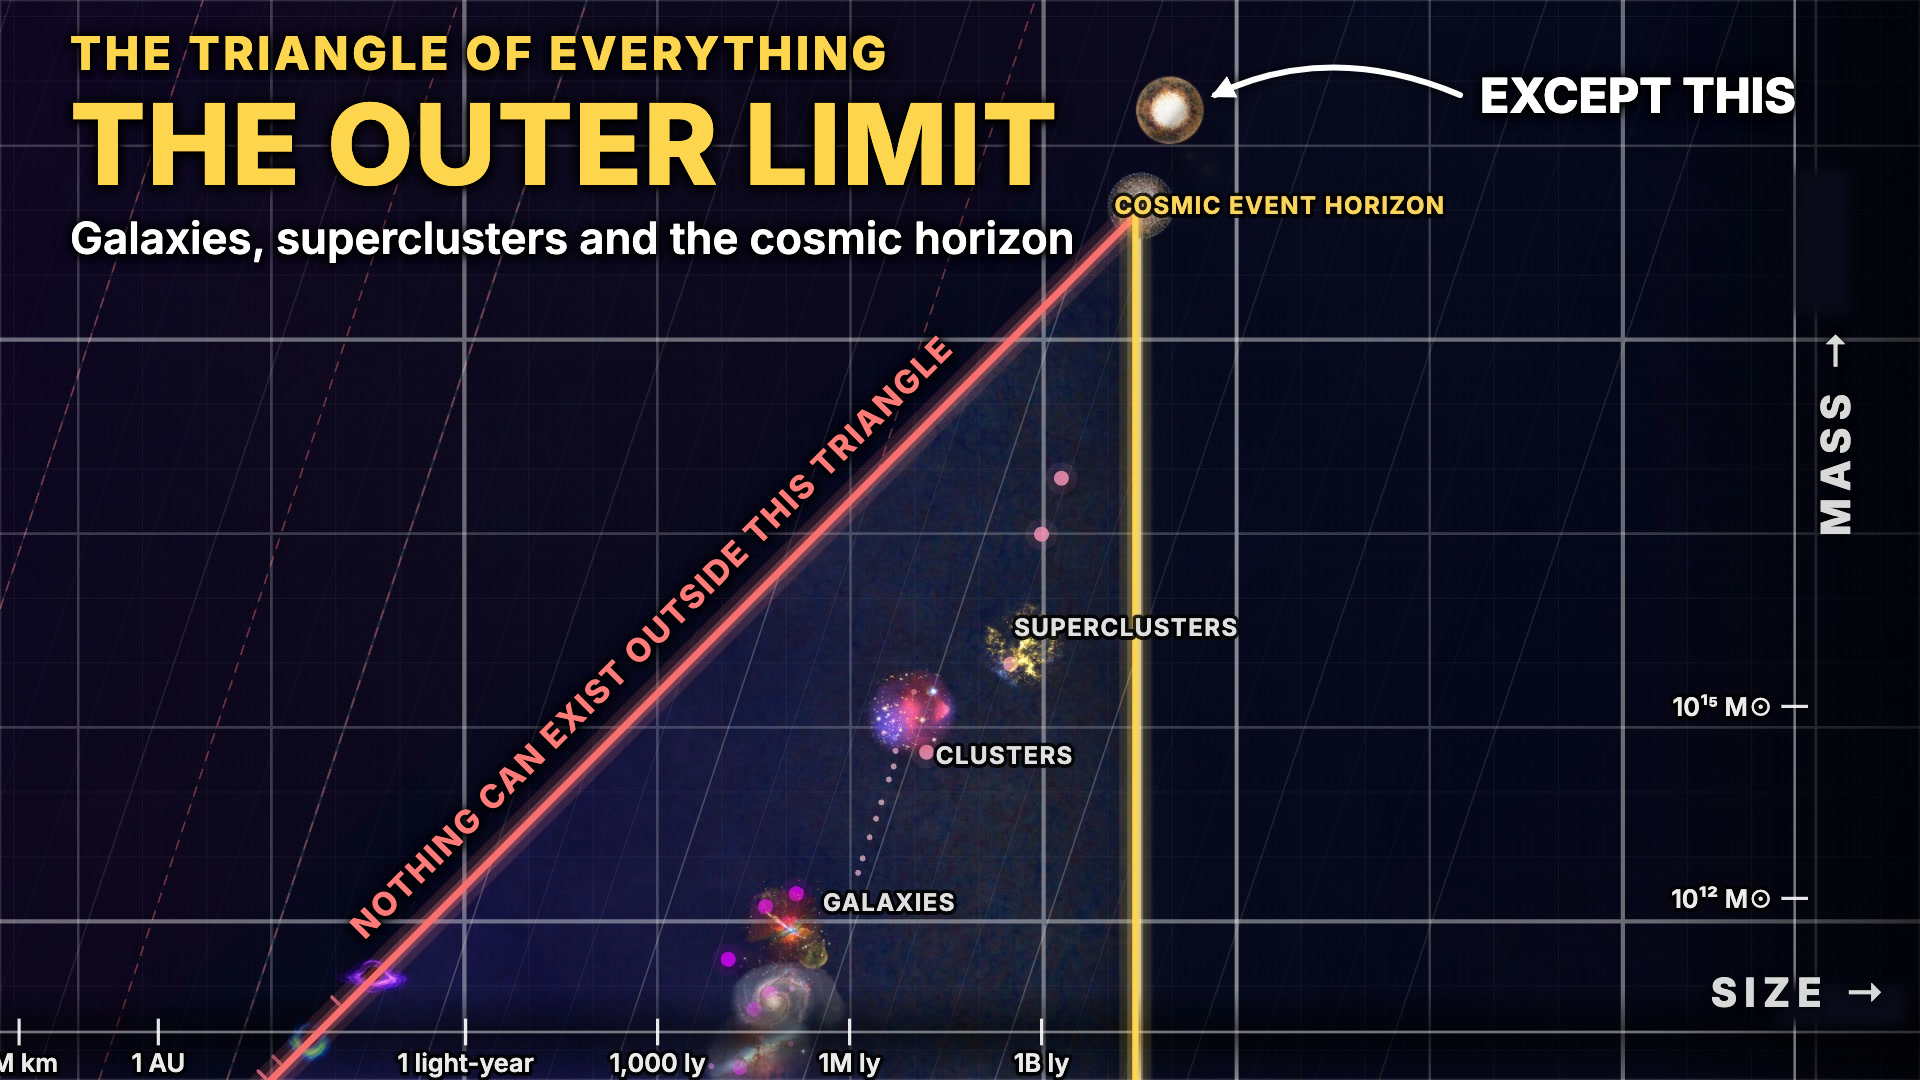 THE TRIANGLE OF EVERYTHING
THE OUTER LIMIT
Galaxies, superclusters and the cosmic horizon
EXCEPT THIS
COSMIC EVENT HORIZON
NOTHING CAN EXIST OUTSIDE THIS TRIANGLE
MASS →
SUPERCLUSTERS
10¹⁵ M⊙
CLUSTERS
GALAXIES
10¹² M⊙
SIZE →
M km
1 AU
1 light-year
1,000 ly
1M ly
1B ly